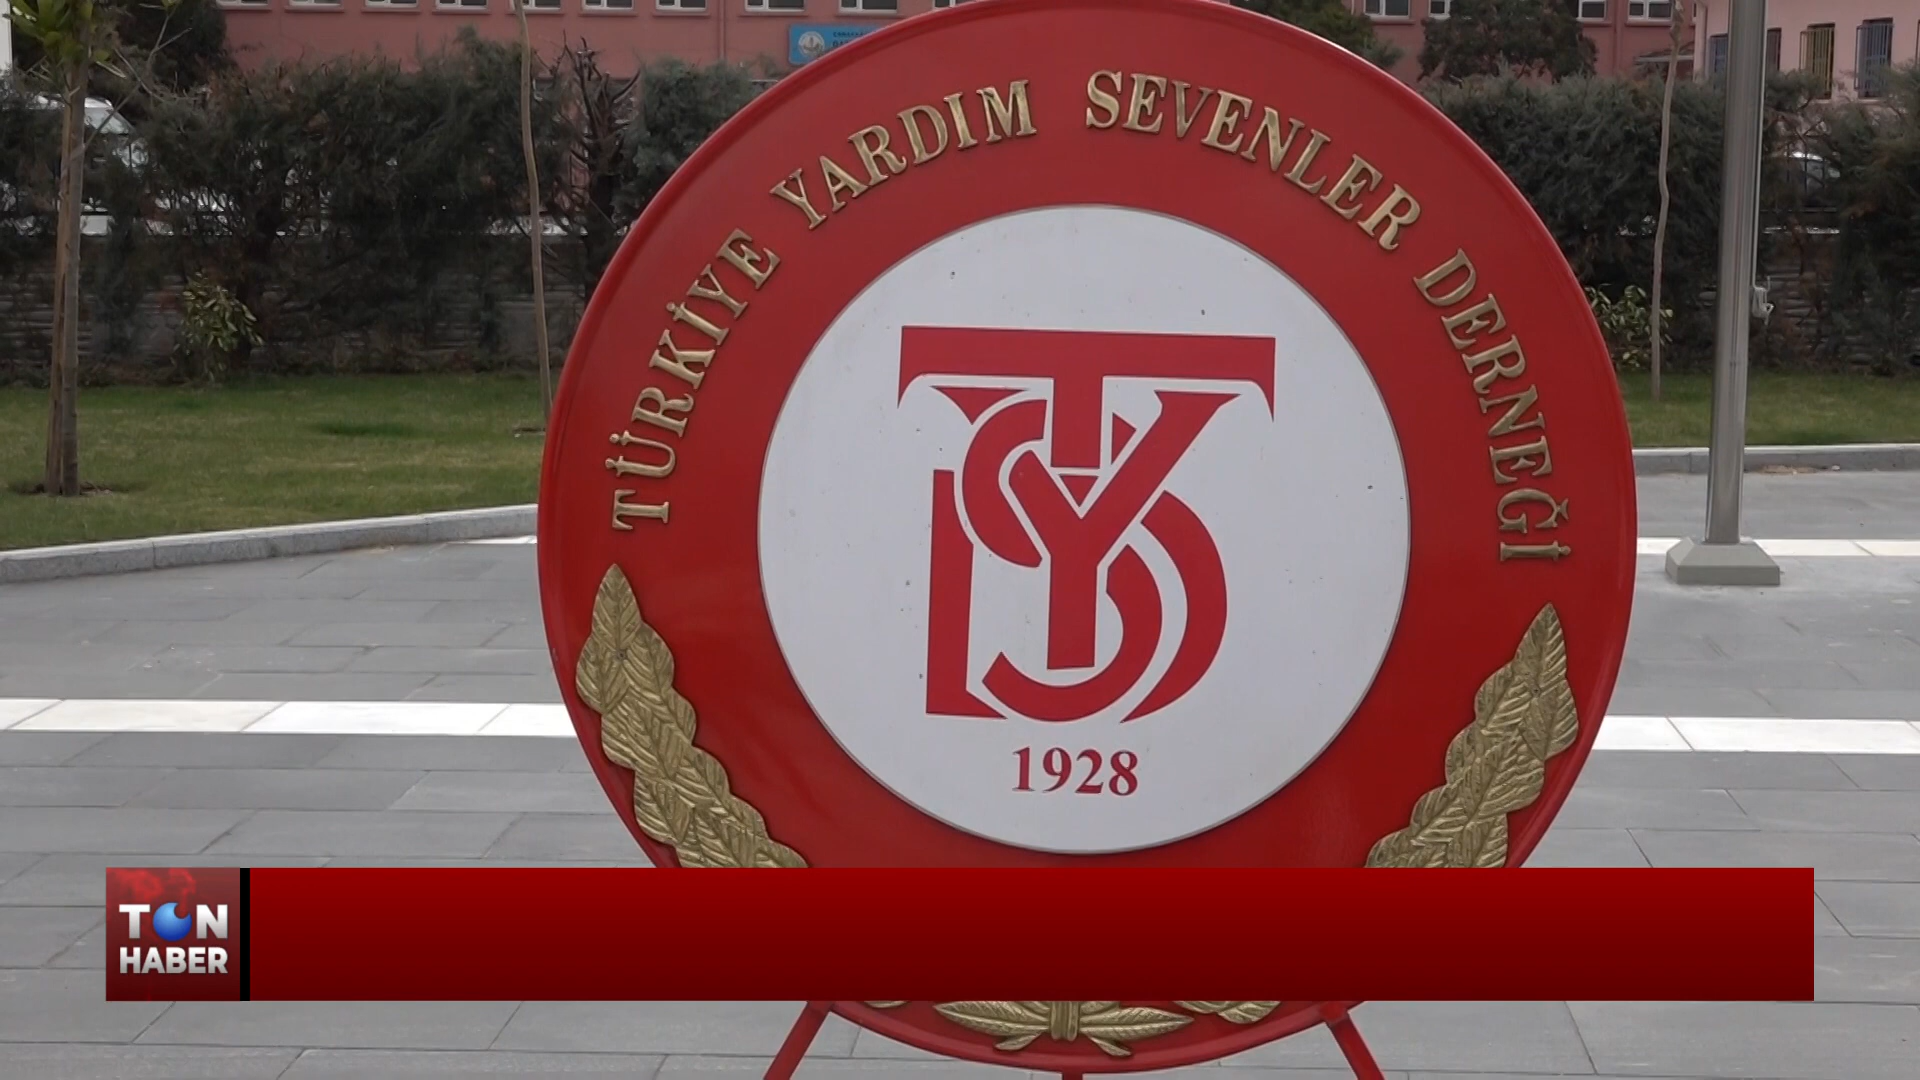 TÜRKİYE YARDIM SEVENLER DERNEĞİ
TYSD
1928
TON
HABER